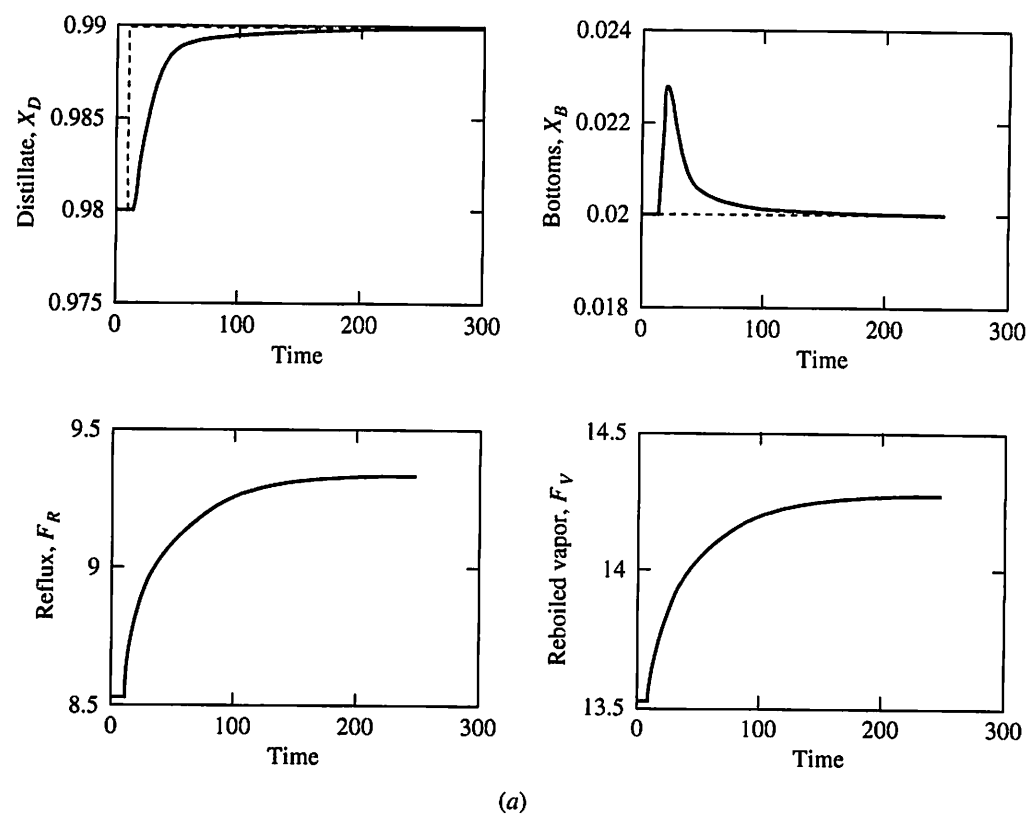 0.99
0.985
0.98
0.975
Distillate, X_D
0 100 200 300
Time
0.024
0.022
0.02
0.018
Bottoms, X_B
0 100 200 300
Time
9.5
9
8.5
Reflux, F_R
0 100 200 300
Time
14.5
14
13.5
Reboiled vapor, F_V
0 100 200 300
Time
(a)